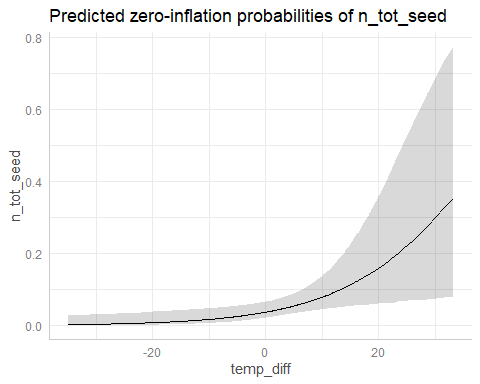 Predicted zero-inflation probabilities of n_tot_seed
0.8
0.6
0.4
0.2
0.0
n_tot_seed
-20
0
20
temp_diff